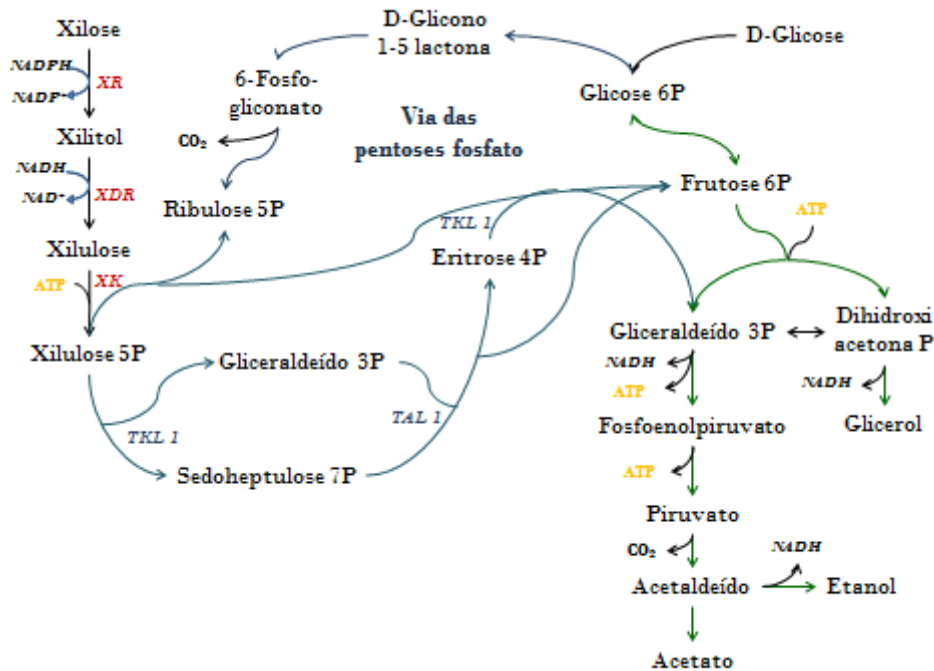 Xilose
NADPH
XR
NADP+
Xilitol
NADH
XDR
NAD+
Xilulose
ATP
XK
Xilulose 5P
D-Glicono
1-5 lactona
D-Glicose
6-Fosfo-
gliconato
Glicose 6P
CO₂
Via das
pentoses fosfato
Ribulose 5P
TKL 1
Frutose 6P
ATP
Eritrose 4P
Gliceraldeído 3P
Dihidroxi
acetona P
NADH
ATP
NADH
Glicerol
Gliceraldeído 3P
TKL 1
TAL 1
Sedoheptulose 7P
Fosfoenolpiruvato
ATP
Piruvato
CO₂
NADH
Acetaldeído
Etanol
Acetato